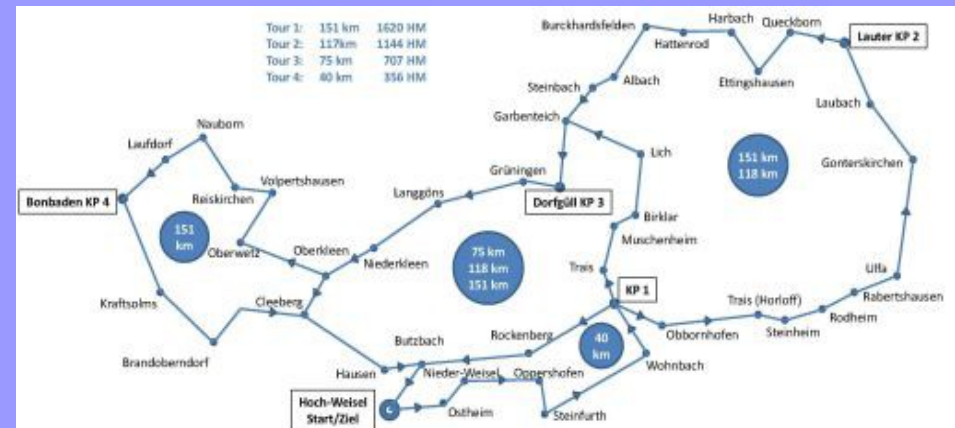 Tour 1: 151 km 1620 HM
Tour 2: 117km 1144 HM
Tour 3: 75 km 707 HM
Tour 4: 40 km 356 HM
Burckhardsfelden
Harbach
Queckborn
Hattenrod
Lauter KP 2
Ettingshausen
Steinbach
Albach
Laubach
Garbenteich
Nauborn
Laufdorf
Lich
151 km
118 km
Gonterskirchen
Grüningen
Volpertshausen
Reiskirchen
Langgöns
Dorfgüll KP 3
Bonbaden KP 4
Birklar
151
km
Muschenheim
Oberwetz
Oberkleen
Niederkleen
75 km
118 km
151 km
Trais
Ulfa
KP 1
Rabertshausen
Kraftsolms
Cleeberg
Trais (Horloff)
Rodheim
Steinheim
Obbornhofen
Butzbach
Rockenberg
40
km
Brandoberndorf
Hausen
Nieder-Weisel
Oppershofen
Wohnbach
Hoch-Weisel
Start/Ziel
Ostheim
Steinfurth